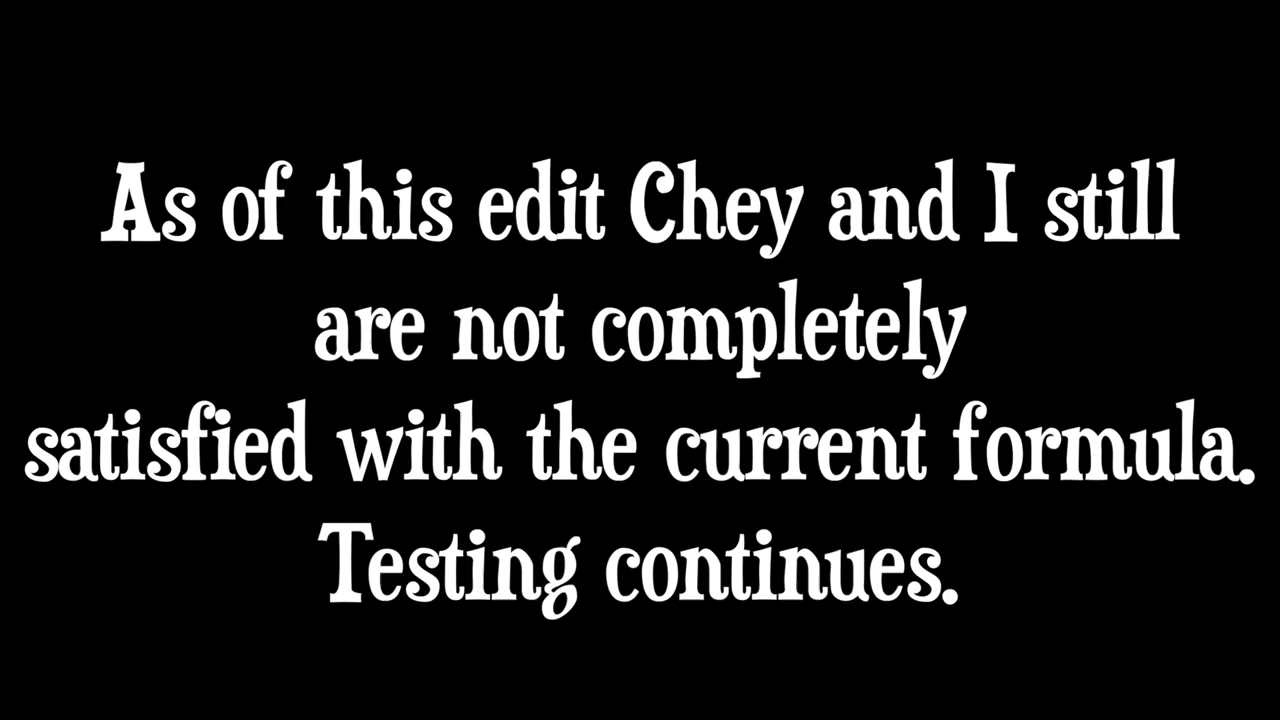 As of this edit Chey and I still
are not completely
satisfied with the current formula.
Testing continues.